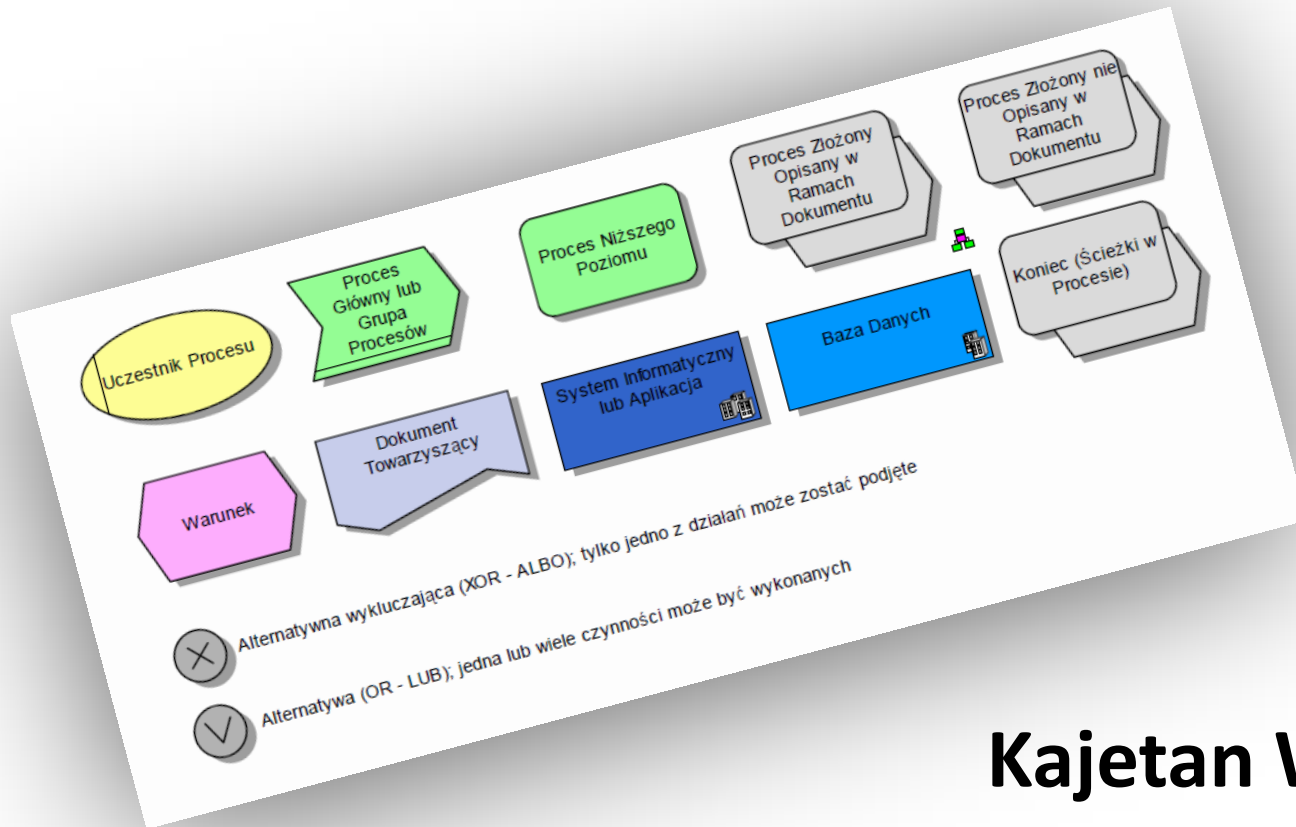 Proces Złożony nie
Opisany w
Ramach
Dokumentu
Proces Złożony
Opisany w
Ramach
Dokumentu
Proces Niższego
Poziomu
Proces
Główny lub
Grupa
Procesów
Uczestnik Procesu
Koniec (Ścieżki w
Procesie)
Baza Danych
System Informatyczny
lub Aplikacja
Dokument
Towarzyszący
Warunek
Alternatywna wykluczająca (XOR - ALBO); tylko jedno z działań może zostać podjęte
Alternatywa (OR - LUB); jedna lub wiele czynności może być wykonanych
Kajetan